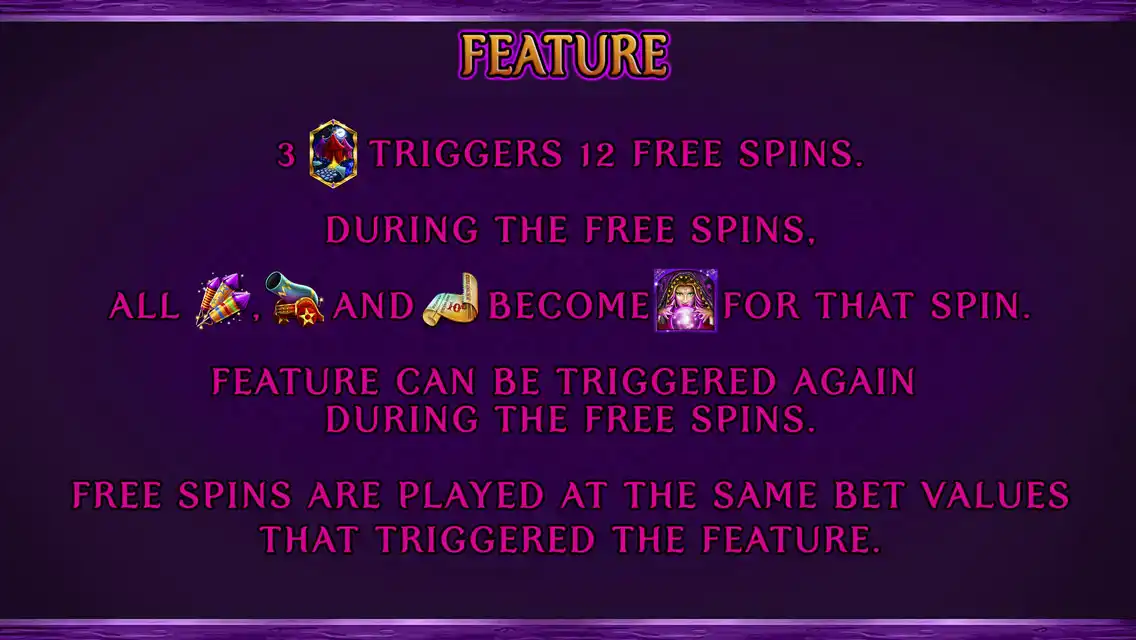 FEATURE
3 TRIGGERS 12 FREE SPINS.
DURING THE FREE SPINS,
ALL , AND BECOME FOR THAT SPIN.
FEATURE CAN BE TRIGGERED AGAIN
DURING THE FREE SPINS.
FREE SPINS ARE PLAYED AT THE SAME BET VALUES
THAT TRIGGERED THE FEATURE.